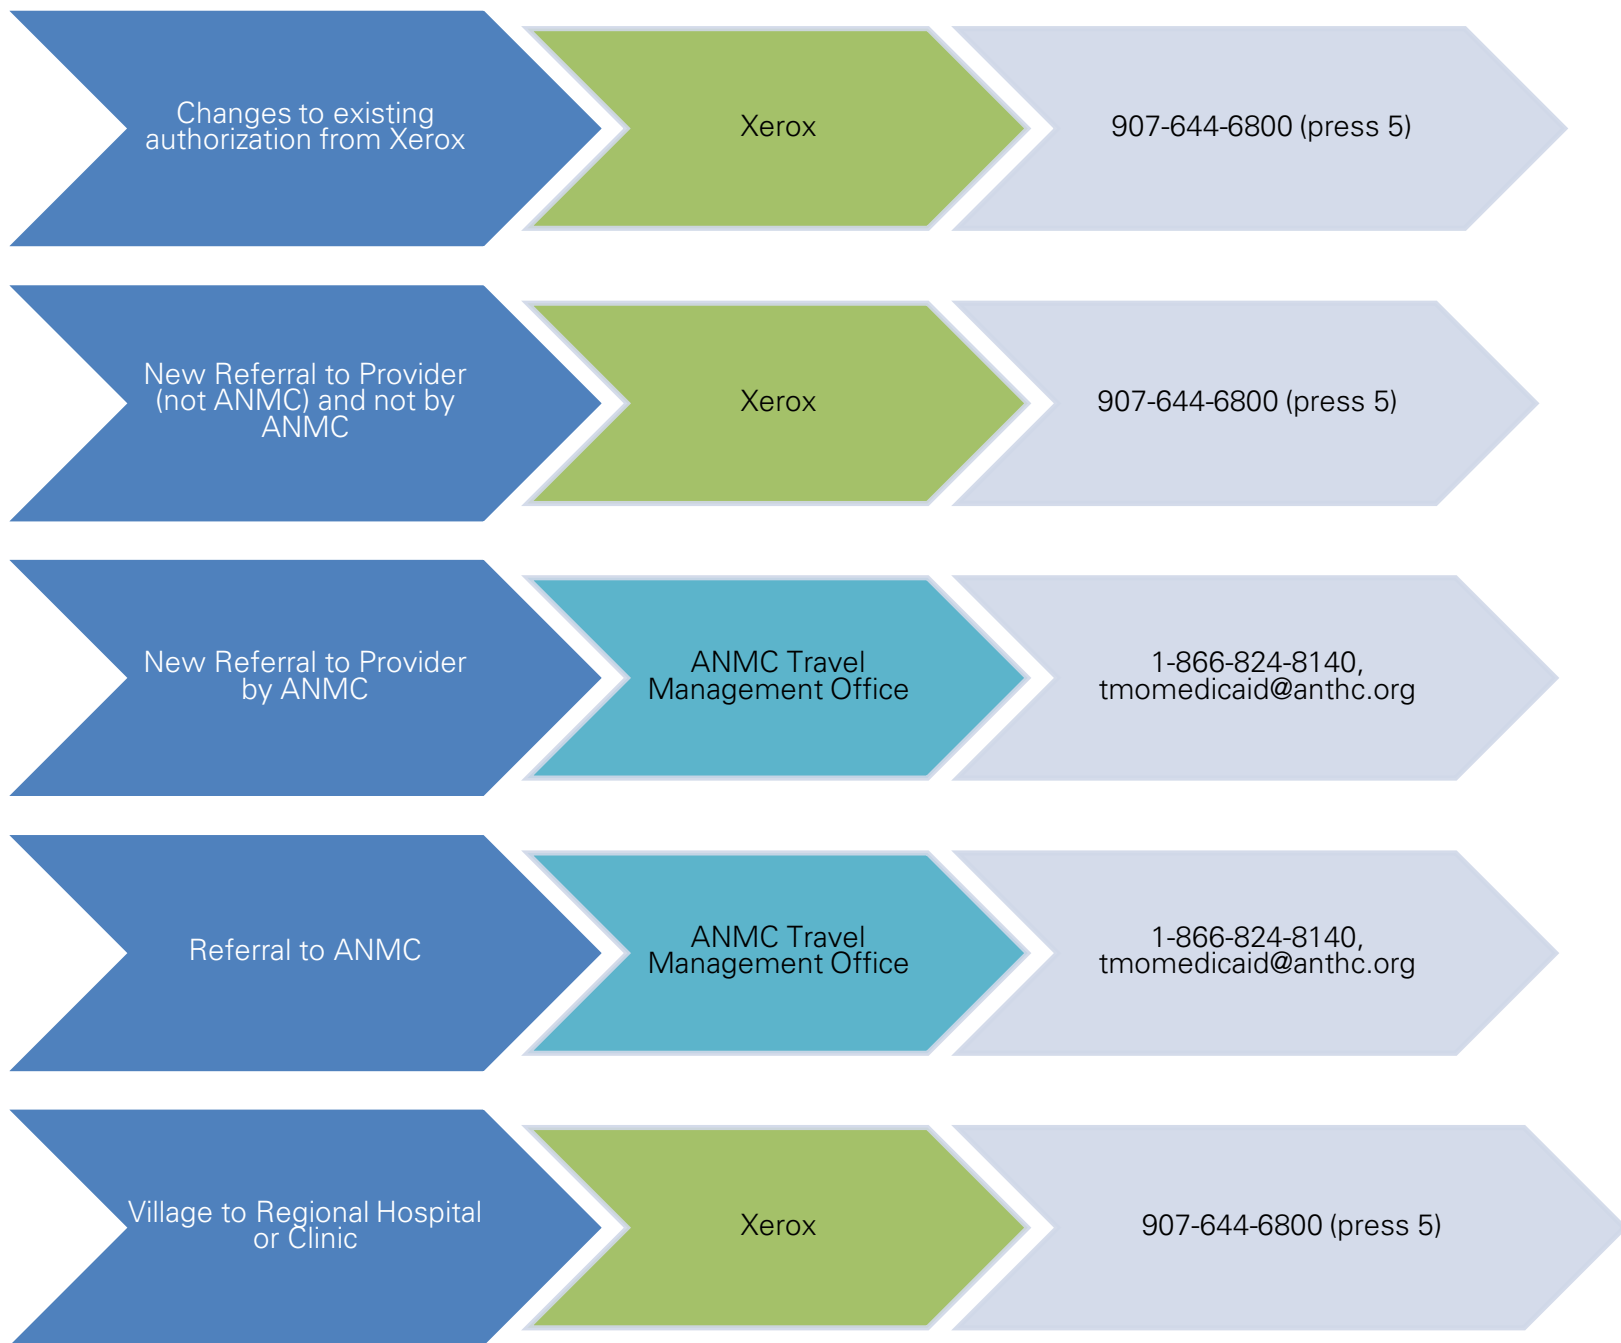 Changes to existing
authorization from Xerox
Xerox
907-644-6800 (press 5)
New Referral to Provider
(not ANMC) and not by
ANMC
Xerox
907-644-6800 (press 5)
New Referral to Provider
by ANMC
ANMC Travel
Management Office
1-866-824-8140,
tmomedicaid@anthc.org
Referral to ANMC
ANMC Travel
Management Office
1-866-824-8140,
tmomedicaid@anthc.org
Village to Regional Hospital
or Clinic
Xerox
907-644-6800 (press 5)